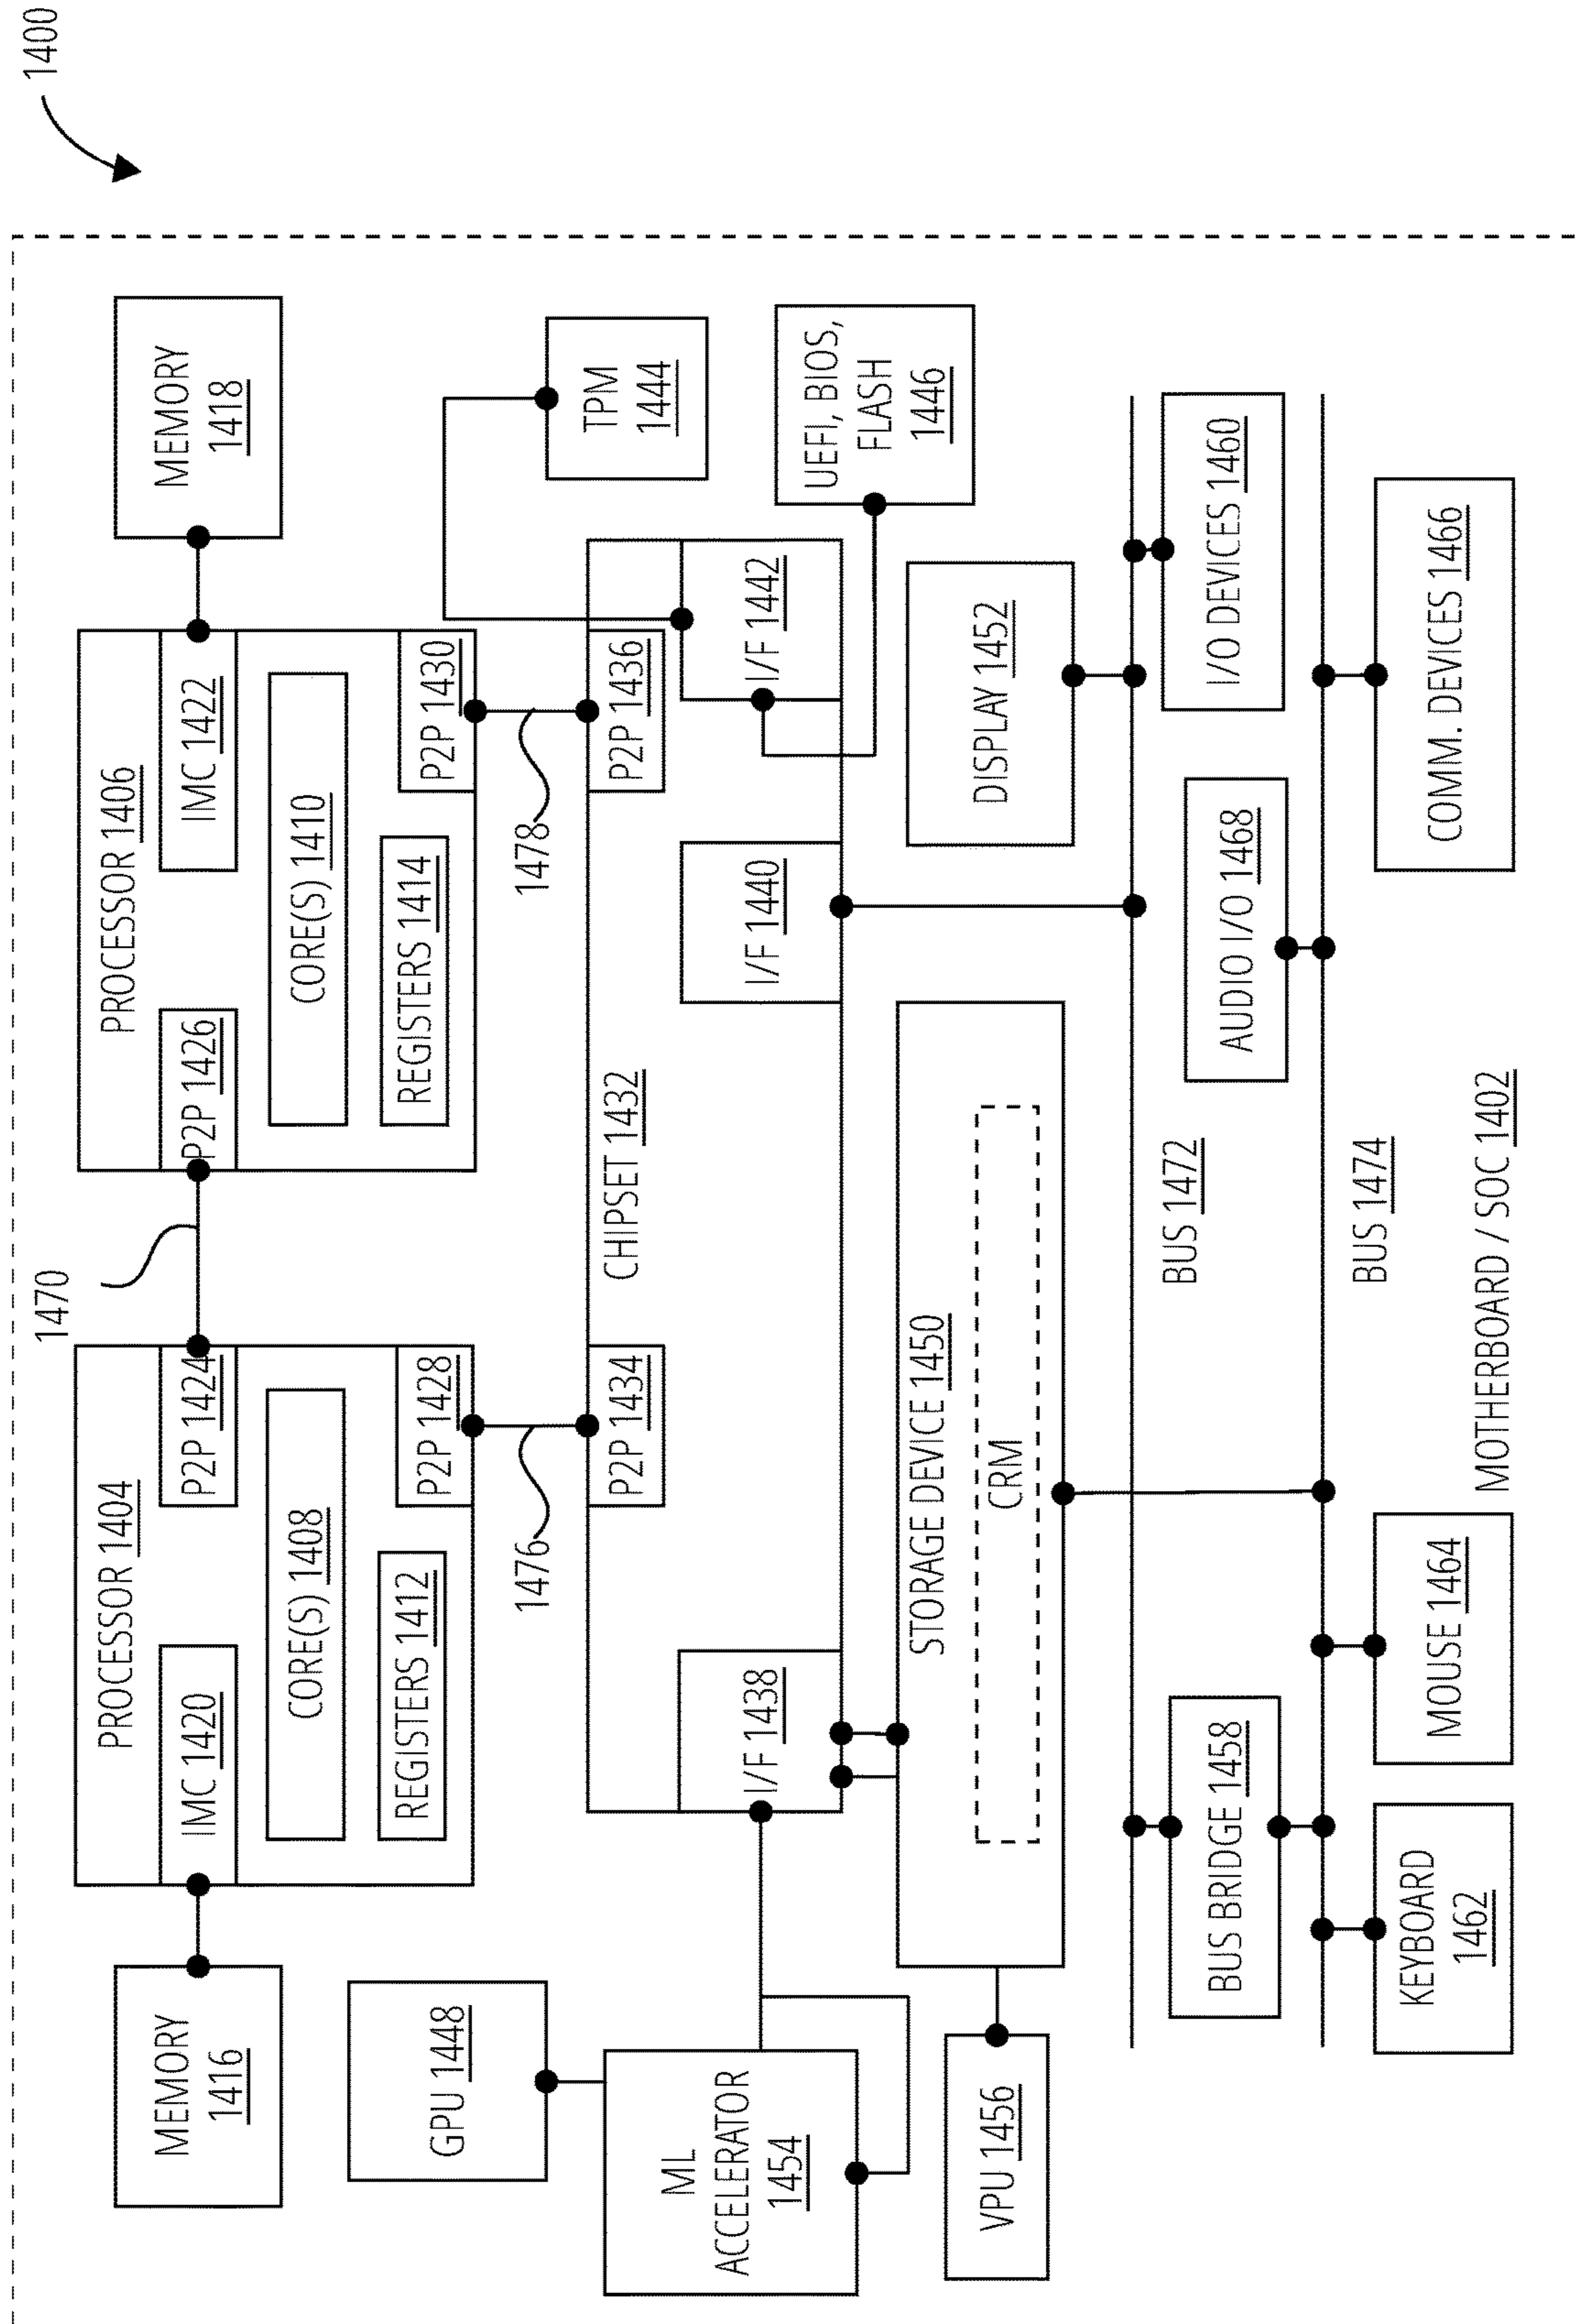 1400
1470
MEMORY
1416
PROCESSOR 1404
IMC 1420
P2P 1424
CORE(S) 1408
REGISTERS 1412
P2P 1428
PROCESSOR 1406
P2P 1426
IMC 1422
CORE(S) 1410
REGISTERS 1414
P2P 1430
MEMORY
1418
GPU 1448
1476
1478
TPM
1444
P2P 1434
CHIPSET 1432
P2P 1436
ML
ACCELERATOR
1454
I/F 1438
I/F 1440
I/F 1442
UEFI, BIOS,
FLASH
1446
VPU 1456
STORAGE DEVICE 1450
CRM
DISPLAY 1452
BUS 1472
BUS BRIDGE 1458
AUDIO I/O 1468
I/O DEVICES 1460
BUS 1474
KEYBOARD
1462
MOUSE 1464
COMM. DEVICES 1466
MOTHERBOARD / SOC 1402